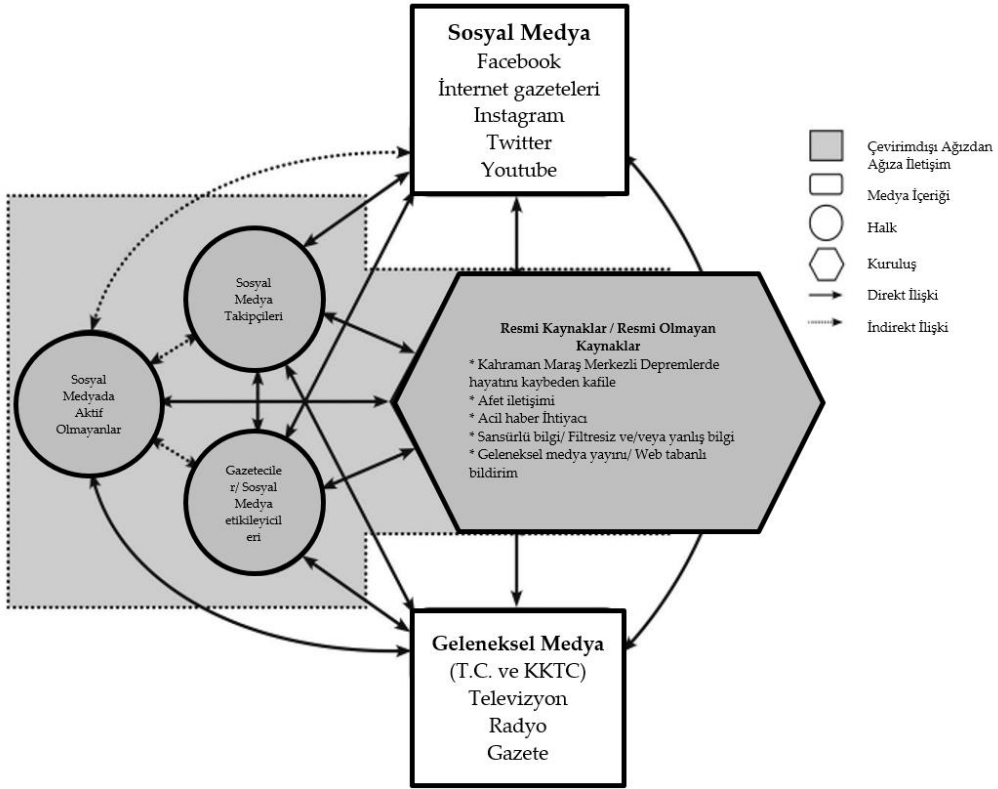 Sosyal Medya
Facebook
İnternet gazeteleri
Instagram
Twitter
Youtube
Çevirimdışı Ağızdan
Ağıza İletişim
Medya İçeriği
Halk
Kuruluş
Direkt İlişki
İndirekt İlişki
Sosyal
Medya
Takipçileri
Sosyal
Medyada
Aktif
Olmayanlar
Gazetecile
r/ Sosyal
Medya
etikileyicil
eri
Resmi Kaynaklar / Resmi Olmayan
Kaynaklar
* Kahraman Maraş Merkezli Depremlerde
hayatını kaybeden kafile
* Afet iletişimi
* Acil haber İhtiyacı
* Sansürlü bilgi/ Filtresiz ve/veya yanlış bilgi
* Geleneksel medya yayını/ Web tabanlı
bildirim
Geleneksel Medya
(T.C. ve KKTC)
Televizyon
Radyo
Gazete